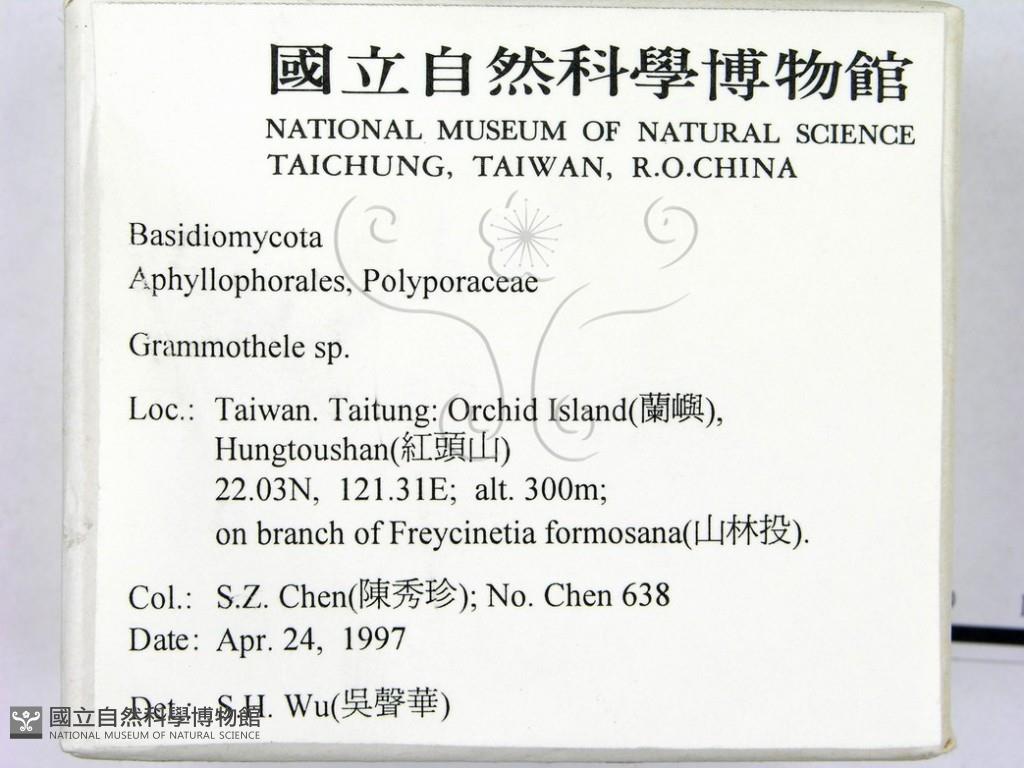 國立自然科學博物館
NATIONAL MUSEUM OF NATURAL SCIENCE
TAICHUNG, TAIWAN, R.O.CHINA
Basidiomycota
Aphyllophorales, Polyporaceae
Grammothele sp.
Loc.: Taiwan. Taitung: Orchid Island(蘭嶼),
Hungtoushan(紅頭山)
22.03N, 121.31E; alt. 300m;
on branch of Freycinetia formosana(山林投).
Col.: S.Z. Chen(陳秀珍); No. Chen 638
Date: Apr. 24, 1997
Det.: S.H. Wu(吳聲華)
國立自然科學博物館
NATIONAL MUSEUM OF NATURAL SCIENCE